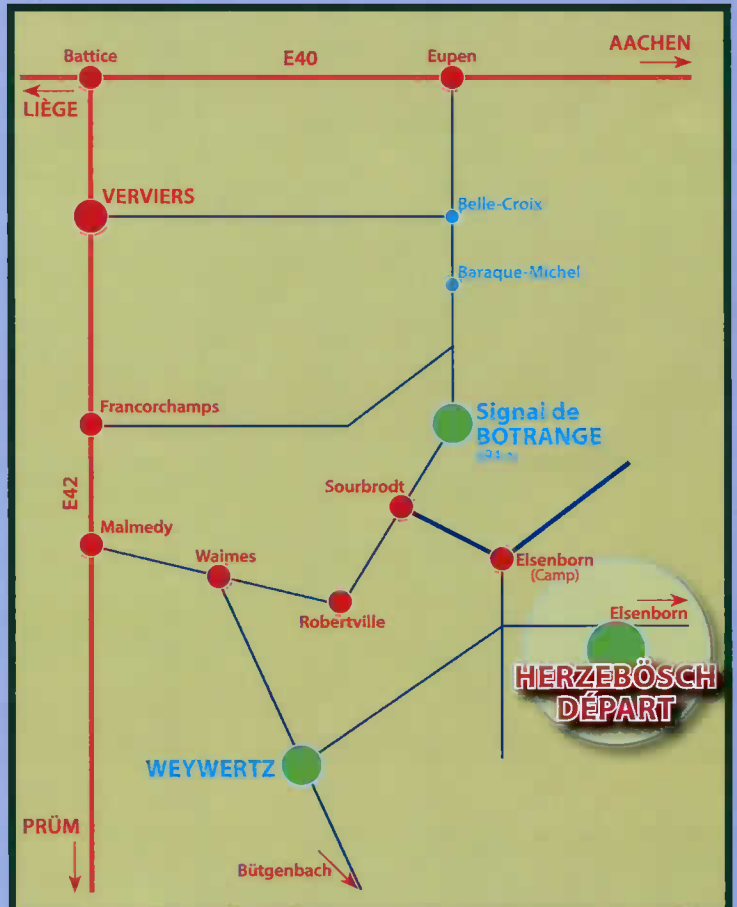 Battice
E40
Eupen
AACHEN
LIÈGE
VERVIERS
Belle-Croix
Baraque-Michel
Francorchamps
Signal de
BOTRANGE
E42
Sourbrodt
Malmedy
Waimes
Elsenborn
(Camp)
Robertville
Elsenborn
HERZEBÖSCH
DÉPART
WEYWERTZ
PRÜM
Bütgenbach